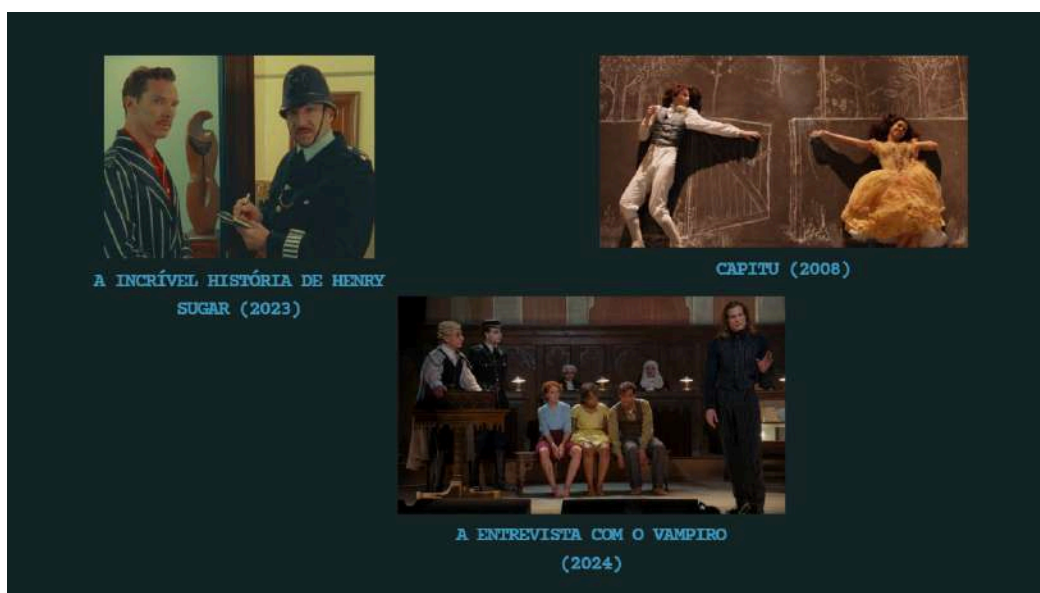 A INCRÍVEL HISTÓRIA DE HENRY
SUGAR (2023)
CAPITU (2008)
A ENTREVISTA COM O VAMPIRO
(2024)